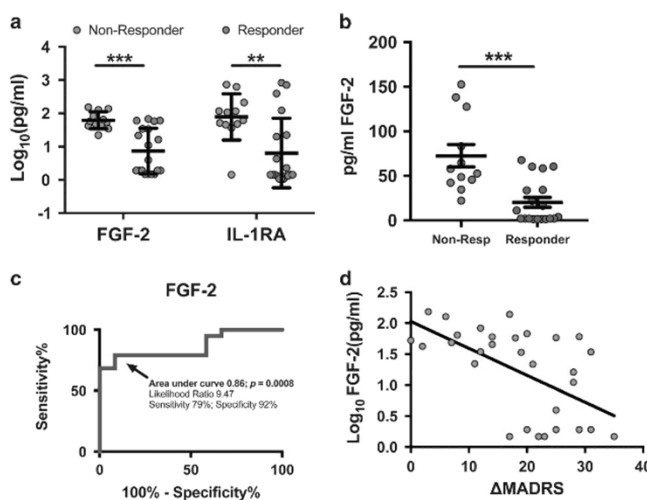 a
Non-Responder Responder
*** **
Log10(pg/ml)
3
2
1
0
-1
FGF-2 IL-1RA
b
***
pg/ml FGF-2
200
150
100
50
0
Non-Resp Responder
c
FGF-2
Sensitivity%
100
50
0
Area under curve 0.86; p = 0.0008
Likelihood Ratio 9.47
Sensitivity 79%; Specificity 92%
0 50 100
100% - Specificity%
d
Log10 FGF-2(pg/ml)
2.5
2.0
1.5
1.0
0.5
0.0
0 10 20 30 40
ΔMADRS